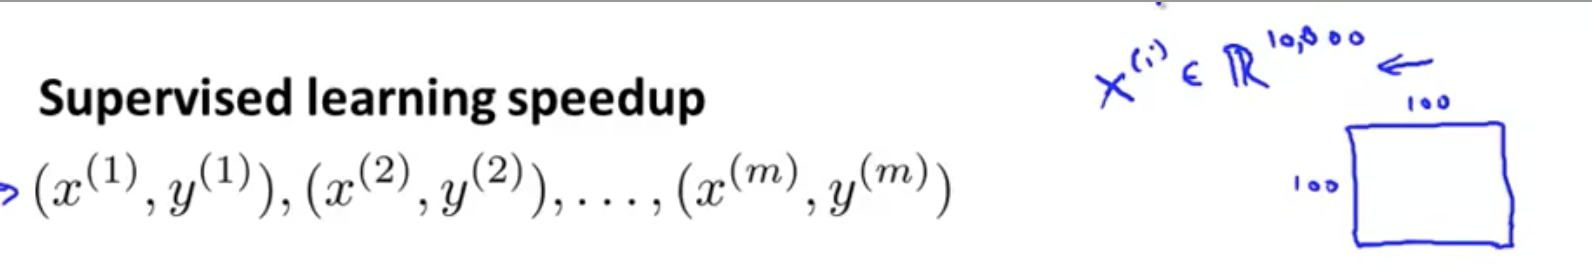 Supervised learning speedup
(x^{(1)}, y^{(1)}), (x^{(2)}, y^{(2)}), . . . , (x^{(m)}, y^{(m)})
x^{(i)} ∈ ℝ^{10,000} ←
100
100